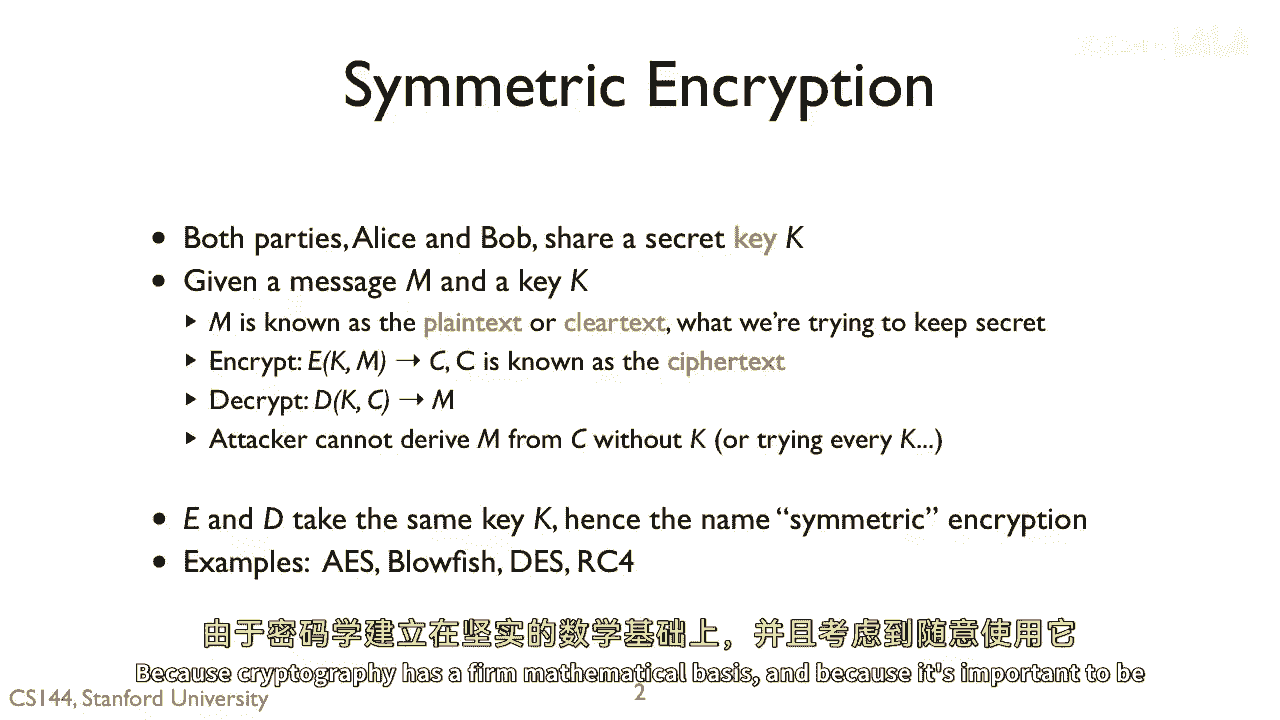 Symmetric Encryption
• Both parties, Alice and Bob, share a secret key K
• Given a message M and a key K
‣ M is known as the plaintext or cleartext, what we're trying to keep secret
‣ Encrypt: E(K, M) → C, C is known as the ciphertext
‣ Decrypt: D(K, C) → M
‣ Attacker cannot derive M from C without K (or trying every K...)
• E and D take the same key K, hence the name “symmetric” encryption
• Examples: AES, Blowfish, DES, RC4
由于密码学建立在坚实的数学基础上，并且考虑到随意使用它
Because cryptography has a firm mathematical basis, and because it's important to be
CS144, Stanford University
2